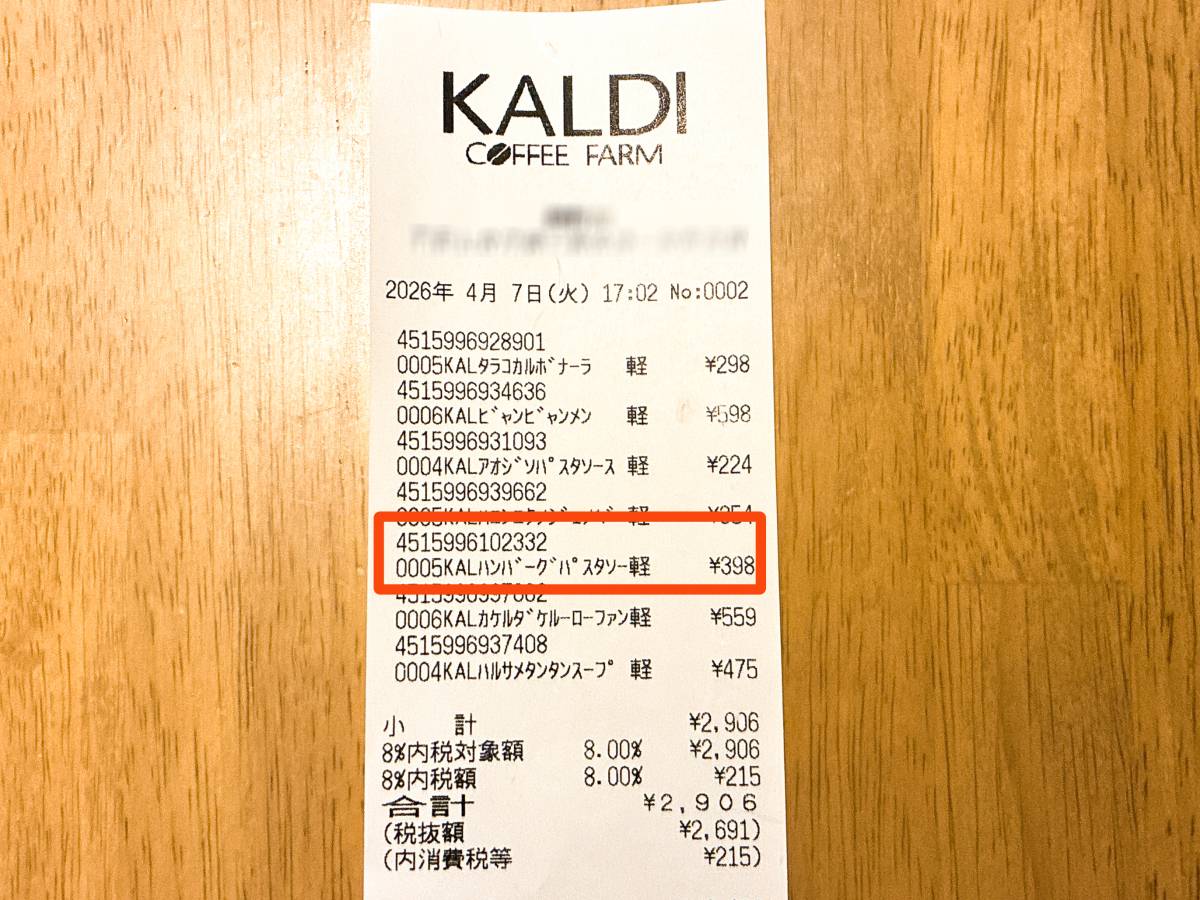 KALDI
COFFEE FARM
2026年 4月 7日(火) 17:02 No:0002
4515996928901
0005KALﾀﾗｺｶﾙﾎﾞﾅｰﾗ 軽 ¥298
4515996934636
0006KALﾋﾞｬﾝﾋﾞｬﾝﾒﾝ 軽 ¥598
4515996931093
0004KALｱｵｼﾞｿﾊﾟｽﾀｿｰｽ 軽 ¥224
4515996939662
軽 ¥354
4515996102332
0005KALﾊﾝﾊﾞｰｸﾞﾊﾟｽﾀｿｰ軽 ¥398
0006KALｶｹﾙﾀﾞｹﾙｰﾛｰﾌｧﾝ軽 ¥559
4515996937408
0004KALﾊﾙｻﾒﾀﾝﾀﾝｽｰﾌﾟ 軽 ¥475
小 計 ¥2,906
8%内税対象額 8.00% ¥2,906
8%内税額 8.00% ¥215
合計 ¥2,906
(税抜額 ¥2,691)
(内消費税等 ¥215)